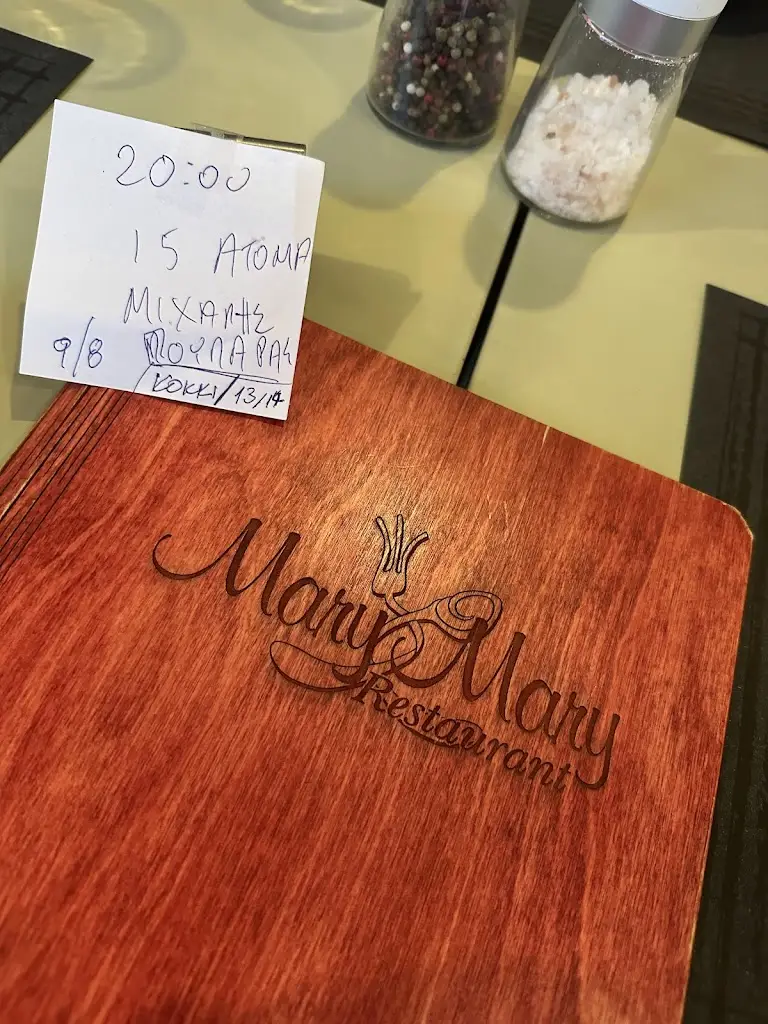 20:00
15 ΑΤΟΜΑ
ΜΙΧΑΛΗΣ
9/8
ΚΟΚΚΙ/13/14
Mary Mary
Restaurant